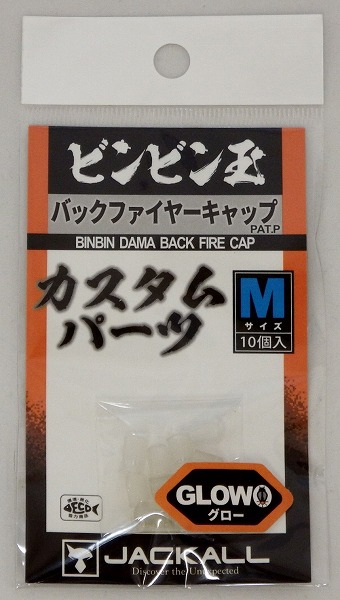 ビンビン玉
バックファイヤーキャップ
PAT.P
BINBIN DAMA BACK FIRE CAP
カスタム
パーツ
M
サイズ
10個入
ECO
GLOW
グロー
JACKALL
Discover the Unexpected